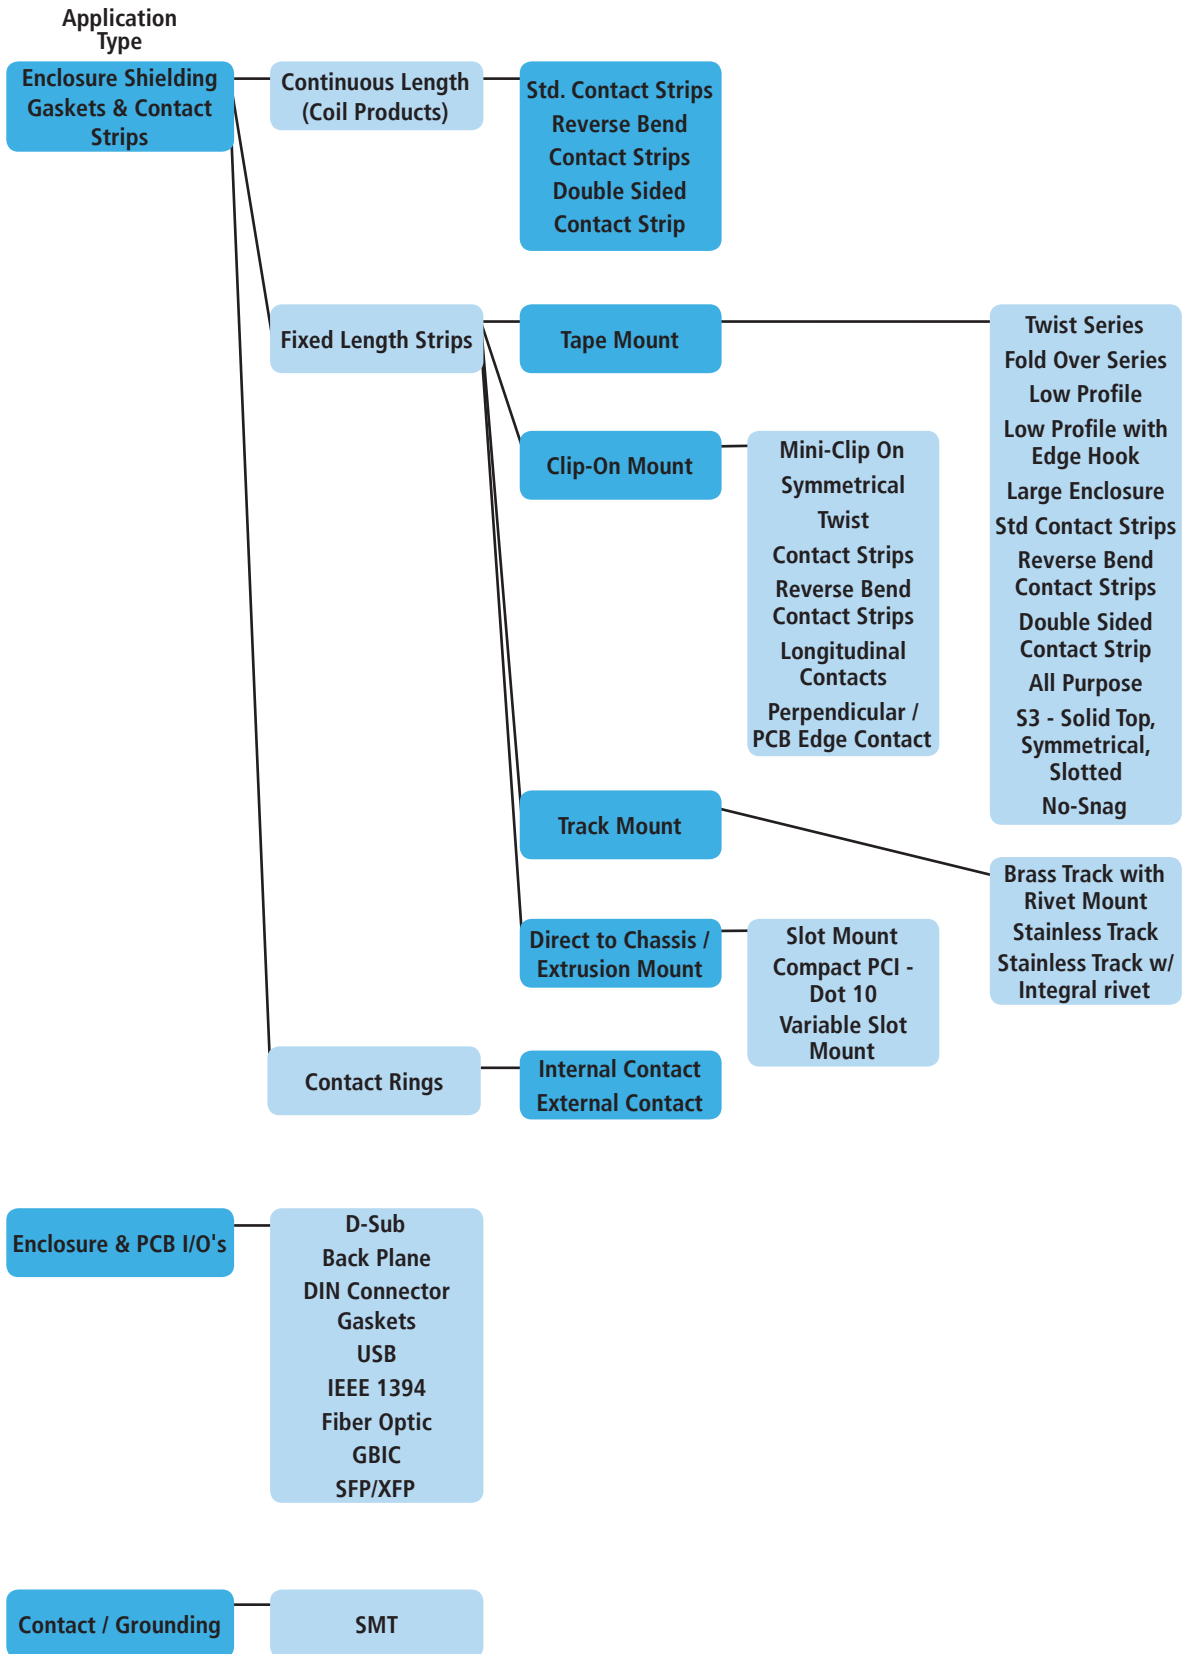 Application
Type
Enclosure Shielding
Gaskets & Contact
Strips
Continuous Length
(Coil Products)
Std. Contact Strips
Reverse Bend
Contact Strips
Double Sided
Contact Strip
Fixed Length Strips
Tape Mount
Twist Series
Fold Over Series
Low Profile
Low Profile with
Edge Hook
Large Enclosure
Std Contact Strips
Reverse Bend
Contact Strips
Double Sided
Contact Strip
All Purpose
S3 - Solid Top,
Symmetrical,
Slotted
No-Snag
Clip-On Mount
Mini-Clip On
Symmetrical
Twist
Contact Strips
Reverse Bend
Contact Strips
Longitudinal
Contacts
Perpendicular /
PCB Edge Contact
Track Mount
Brass Track with
Rivet Mount
Stainless Track
Stainless Track w/
Integral rivet
Direct to Chassis /
Extrusion Mount
Slot Mount
Compact PCI -
Dot 10
Variable Slot
Mount
Contact Rings
Internal Contact
External Contact
Enclosure & PCB I/O's
D-Sub
Back Plane
DIN Connector
Gaskets
USB
IEEE 1394
Fiber Optic
GBIC
SFP/XFP
Contact / Grounding
SMT